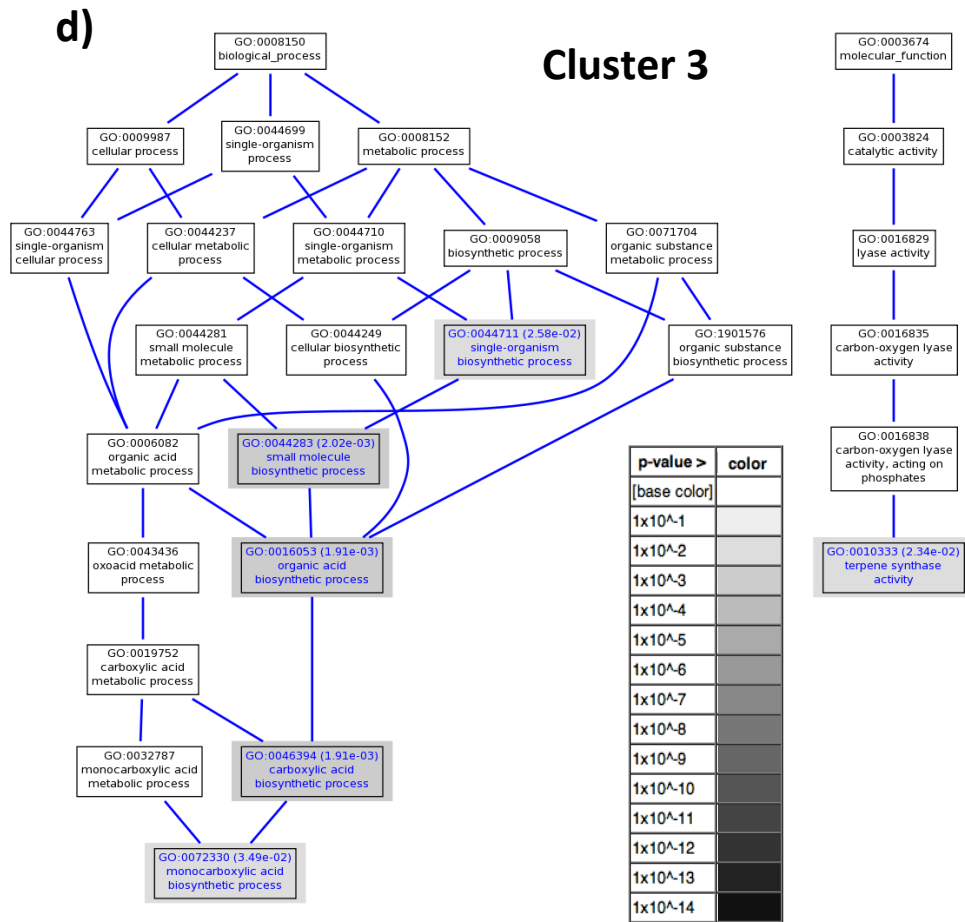 d)
Cluster 3
GO:0008150
biological_process
GO:0003674
molecular_function
GO:0009987
cellular process
GO:0044699
single-organism
process
GO:0008152
metabolic process
GO:0003824
catalytic activity
GO:0044763
single-organism
cellular process
GO:0044237
cellular metabolic
process
GO:0044710
single-organism
metabolic process
GO:0009058
biosynthetic process
GO:0071704
organic substance
metabolic process
GO:0016829
lyase activity
GO:0044281
small molecule
metabolic process
GO:0044249
cellular biosynthetic
process
GO:0044711 (2.58e-02)
single-organism
biosynthetic process
GO:1901576
organic substance
biosynthetic process
GO:0016835
carbon-oxygen lyase
activity
GO:0006082
organic acid
metabolic process
GO:0044283 (2.02e-03)
small molecule
biosynthetic process
GO:0016838
carbon-oxygen lyase
activity, acting on
phosphates
GO:0043436
oxoacid metabolic
process
GO:0016053 (1.91e-03)
organic acid
biosynthetic process
GO:0010333 (2.34e-02)
terpene synthase
activity
GO:0019752
carboxylic acid
metabolic process
GO:0032787
monocarboxylic acid
metabolic process
GO:0046394 (1.91e-03)
carboxylic acid
biosynthetic process
GO:0072330 (3.49e-02)
monocarboxylic acid
biosynthetic process
p-value > color
[base color]
1x10^-1
1x10^-2
1x10^-3
1x10^-4
1x10^-5
1x10^-6
1x10^-7
1x10^-8
1x10^-9
1x10^-10
1x10^-11
1x10^-12
1x10^-13
1x10^-14